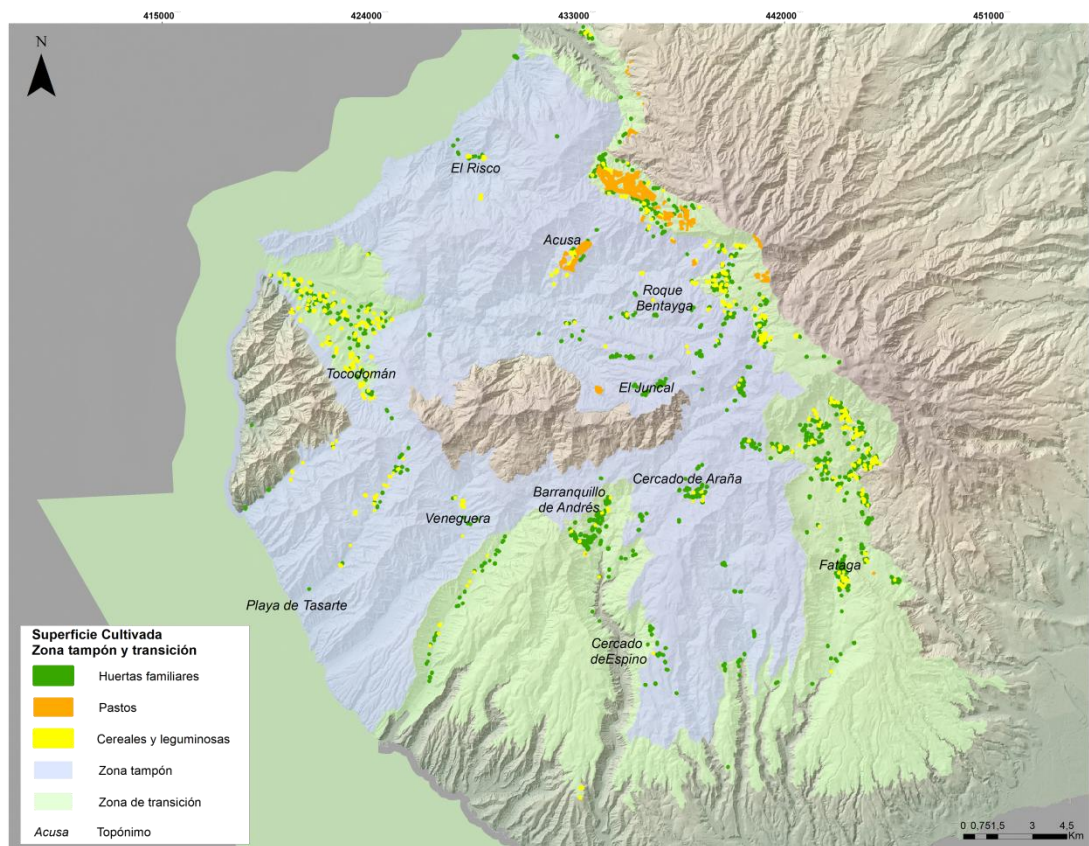 415000 424000 433000 442000 451000
N
El Risco
Acusa
Roque
Bentayga
Tocodomán
El Juncal
Cercado de Araña
Barranquillo
de Andrés
Veneguera
Fataga
Playa de Tasarte
Cercado
deEspino
Superficie Cultivada
Zona tampón y transición
Huertas familiares
Pastos
Cereales y leguminosas
Zona tampón
Zona de transición
Acusa Topónimo
0 0,751,5 3 4,5
Km